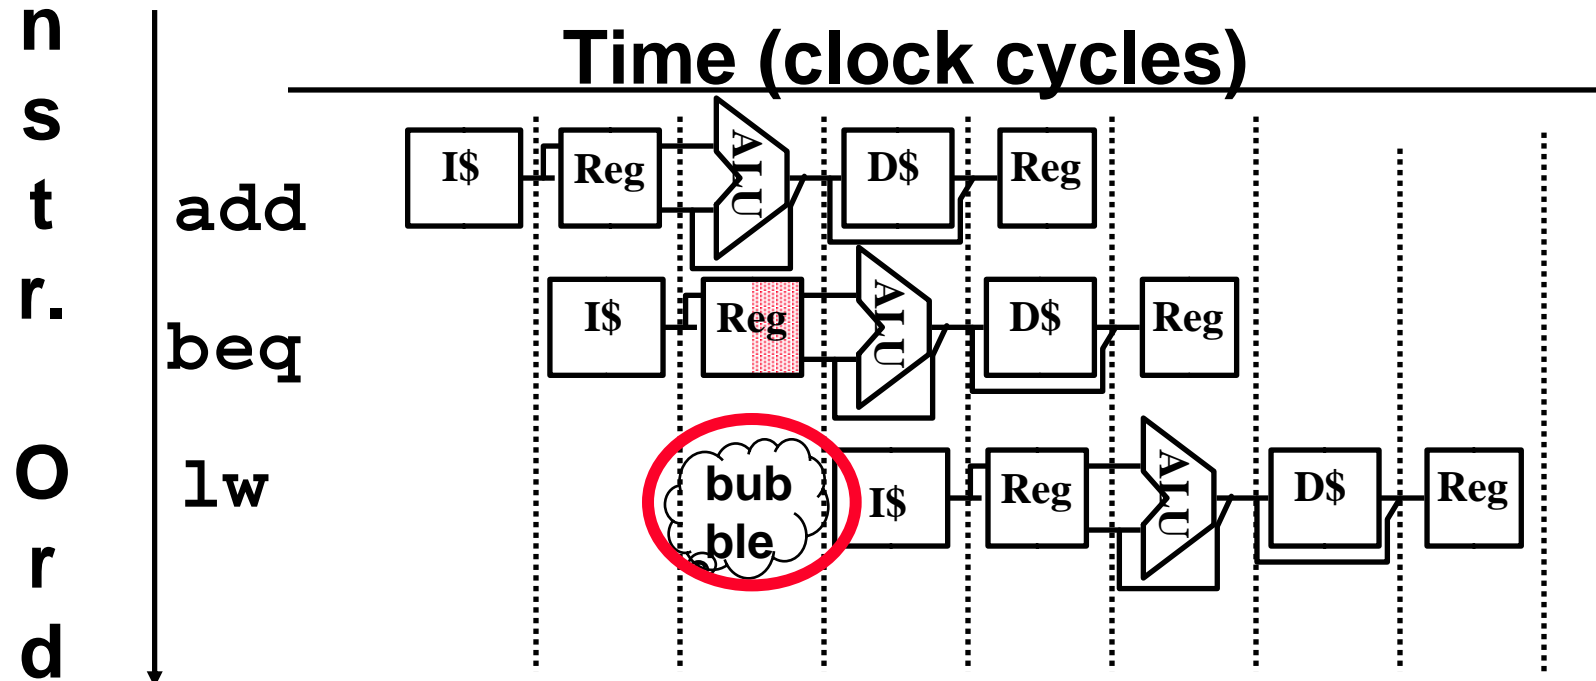 Time (clock cycles)
n
s
t
r.
O
r
d
add
I$ Reg ALU D$ Reg
beq
I$ Reg ALU D$ Reg
lw
bub
ble
I$ Reg ALU D$ Reg